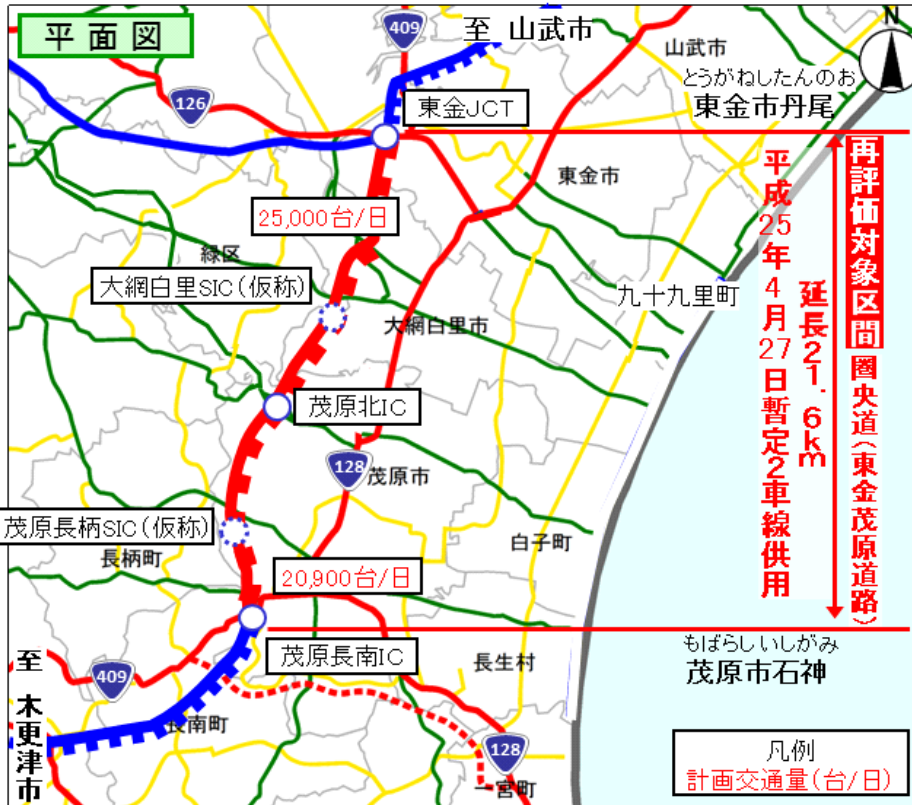 平面図
409
至 山武市
N
山武市
とうがねしたんのお
東金市丹尾
126
東金JCT
東金市
25,000台/日
緑区
大網白里SIC(仮称)
九十九里町
大網白里市
茂原北IC
128
茂原市
茂原長柄SIC(仮称)
白子町
長柄町
20,900台/日
再評価対象区間 圏央道(東金茂原道路)
延長21.6km
平成25年4月27日暫定2車線供用
もばらしいしがみ
茂原市石神
茂原長南IC
長生村
至 木更津市
409
長南町
128
一宮町
凡例
計画交通量(台/日)